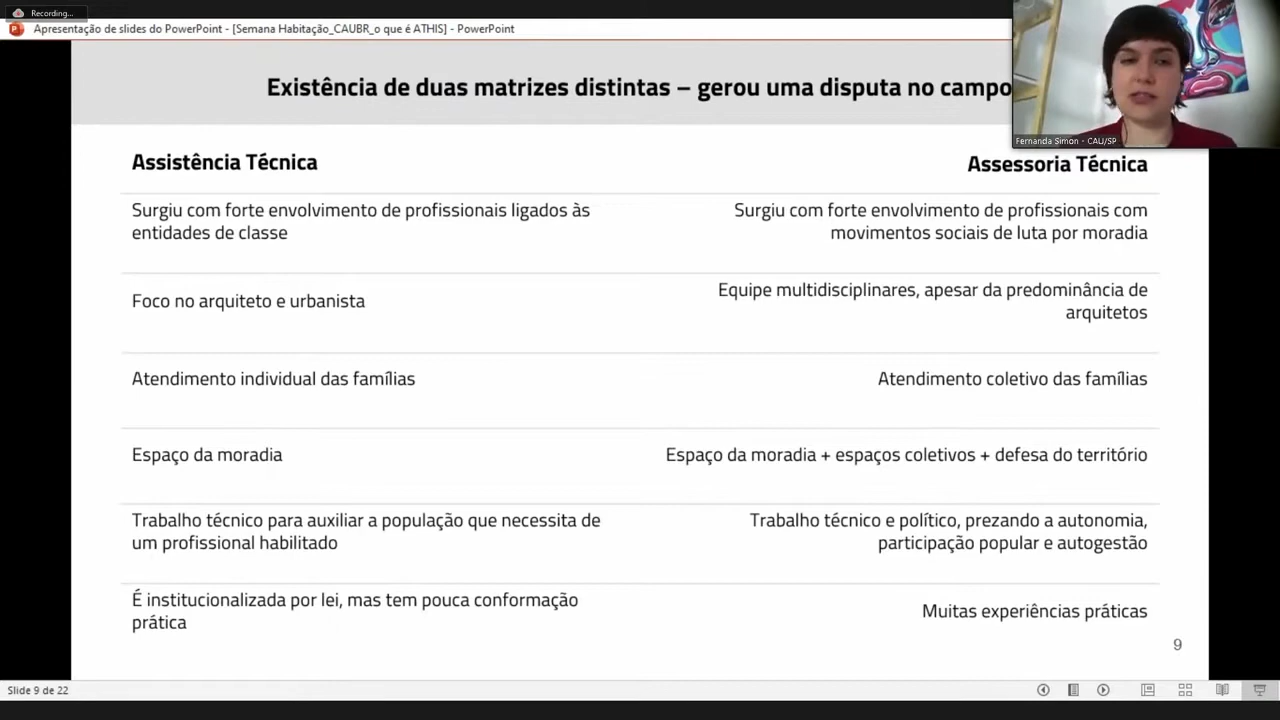 Recording...
Apresentação de slides do PowerPoint - [Semana Habitação_CAUBR_o que é ATHIS] - PowerPoint
Existência de duas matrizes distintas – gerou uma disputa no campo
Fernanda Simon - CAU/SP
Assistência Técnica
Assessoria Técnica
Surgiu com forte envolvimento de profissionais ligados às
entidades de classe
Surgiu com forte envolvimento de profissionais com
movimentos sociais de luta por moradia
Foco no arquiteto e urbanista
Equipe multidisciplinares, apesar da predominância de
arquitetos
Atendimento individual das famílias
Atendimento coletivo das famílias
Espaço da moradia
Espaço da moradia + espaços coletivos + defesa do território
Trabalho técnico para auxiliar a população que necessita de
um profissional habilitado
Trabalho técnico e político, prezando a autonomia,
participação popular e autogestão
É institucionalizada por lei, mas tem pouca conformação
prática
Muitas experiências práticas
9
Slide 9 de 22